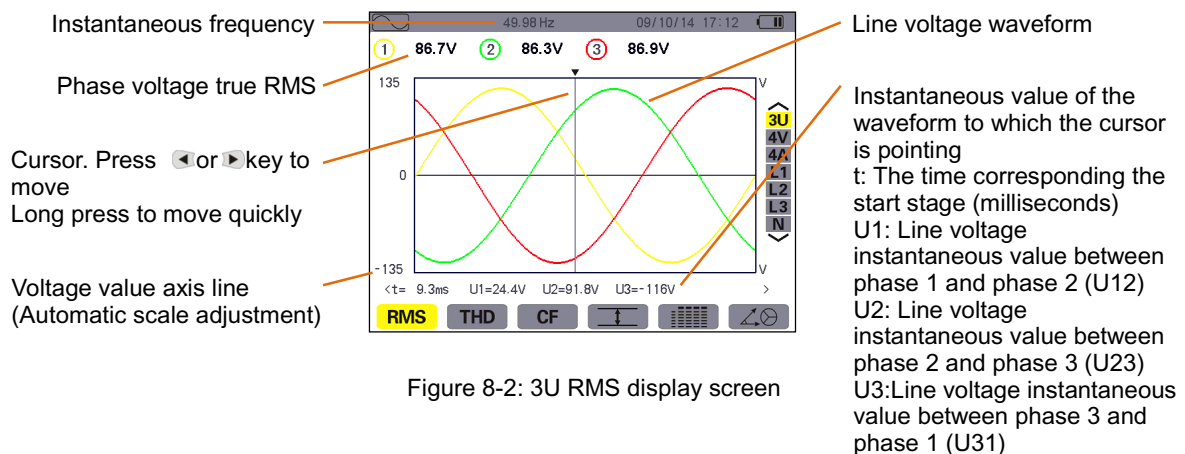 Instantaneous frequency
Phase voltage true RMS
Cursor. Press ◄ or ► key to
move
Long press to move quickly
Voltage value axis line
(Automatic scale adjustment)
49.98Hz 09/10/14 17:12
1 86.7V 2 86.3V 3 86.9V
135 V
0
-135 V
3U
4V
4A
L1
L2
L3
N
<t= 9.3ms U1=24.4V U2=91.8V U3=-116V >
RMS THD CF
Line voltage waveform
Instantaneous value of the
waveform to which the cursor
is pointing
t: The time corresponding the
start stage (milliseconds)
U1: Line voltage
instantaneous value between
phase 1 and phase 2 (U12)
U2: Line voltage
instantaneous value between
phase 2 and phase 3 (U23)
U3:Line voltage instantaneous
value between phase 3 and
phase 1 (U31)
Figure 8-2: 3U RMS display screen